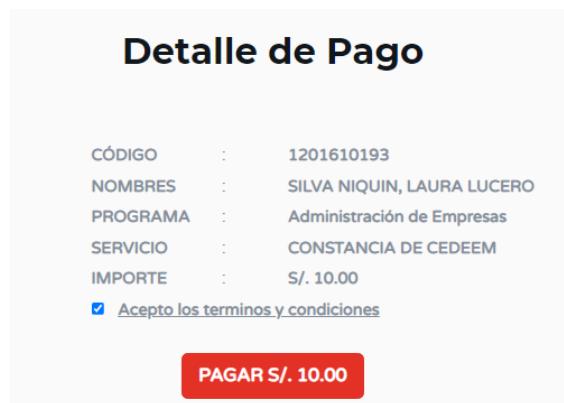 Detalle de Pago
CÓDIGO : 1201610193
NOMBRES : SILVA NIQUIN, LAURA LUCERO
PROGRAMA : Administración de Empresas
SERVICIO : CONSTANCIA DE CEDEEM
IMPORTE : S/. 10.00
Acepto los terminos y condiciones
PAGAR S/. 10.00